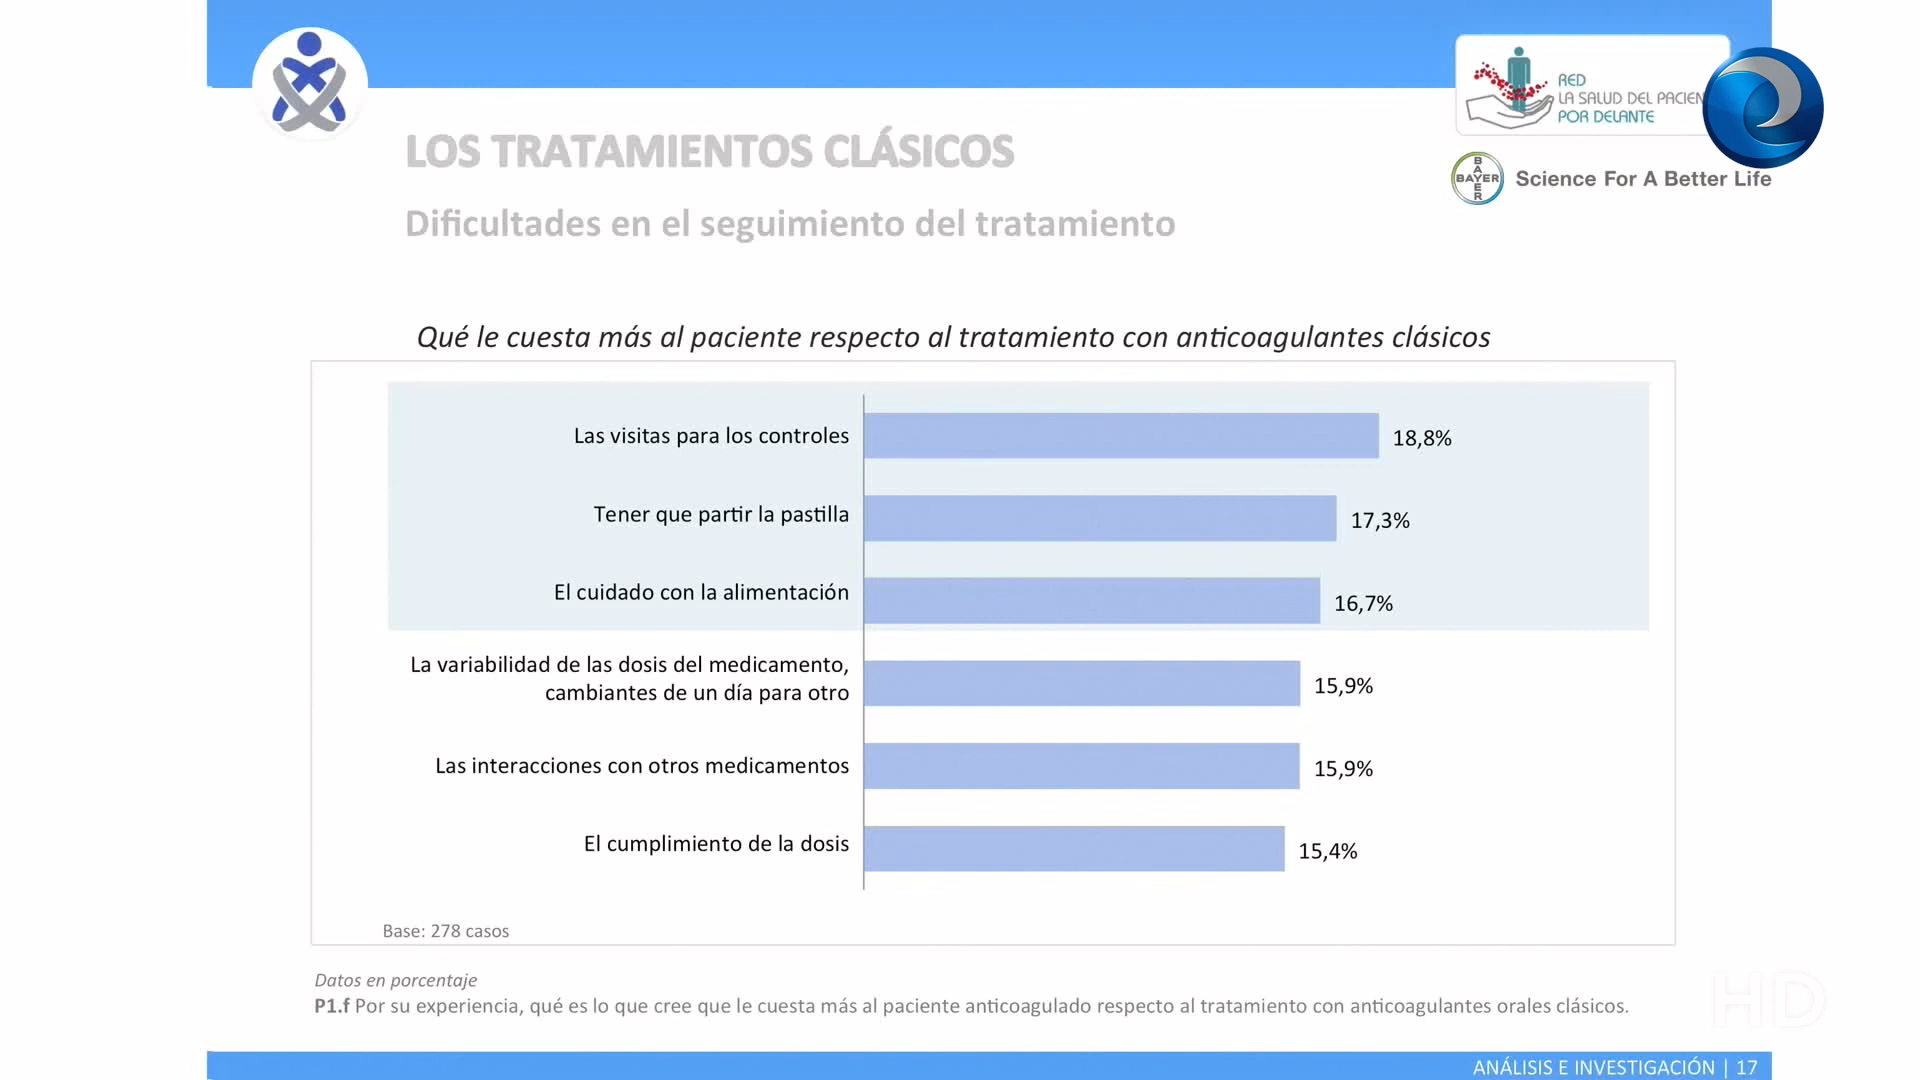 RED
LA SALUD DEL PACIEN
POR DELANTE
BAYER
BAYER
Science For A Better Life
LOS TRATAMIENTOS CLÁSICOS
Dificultades en el seguimiento del tratamiento
Qué le cuesta más al paciente respecto al tratamiento con anticoagulantes clásicos
Las visitas para los controles 18,8%
Tener que partir la pastilla 17,3%
El cuidado con la alimentación 16,7%
La variabilidad de las dosis del medicamento,
cambiantes de un día para otro 15,9%
Las interacciones con otros medicamentos 15,9%
El cumplimiento de la dosis 15,4%
Base: 278 casos
Datos en porcentaje
P1.f Por su experiencia, qué es lo que cree que le cuesta más al paciente anticoagulado respecto al tratamiento con anticoagulantes orales clásicos.
HD
ANÁLISIS E INVESTIGACIÓN | 17